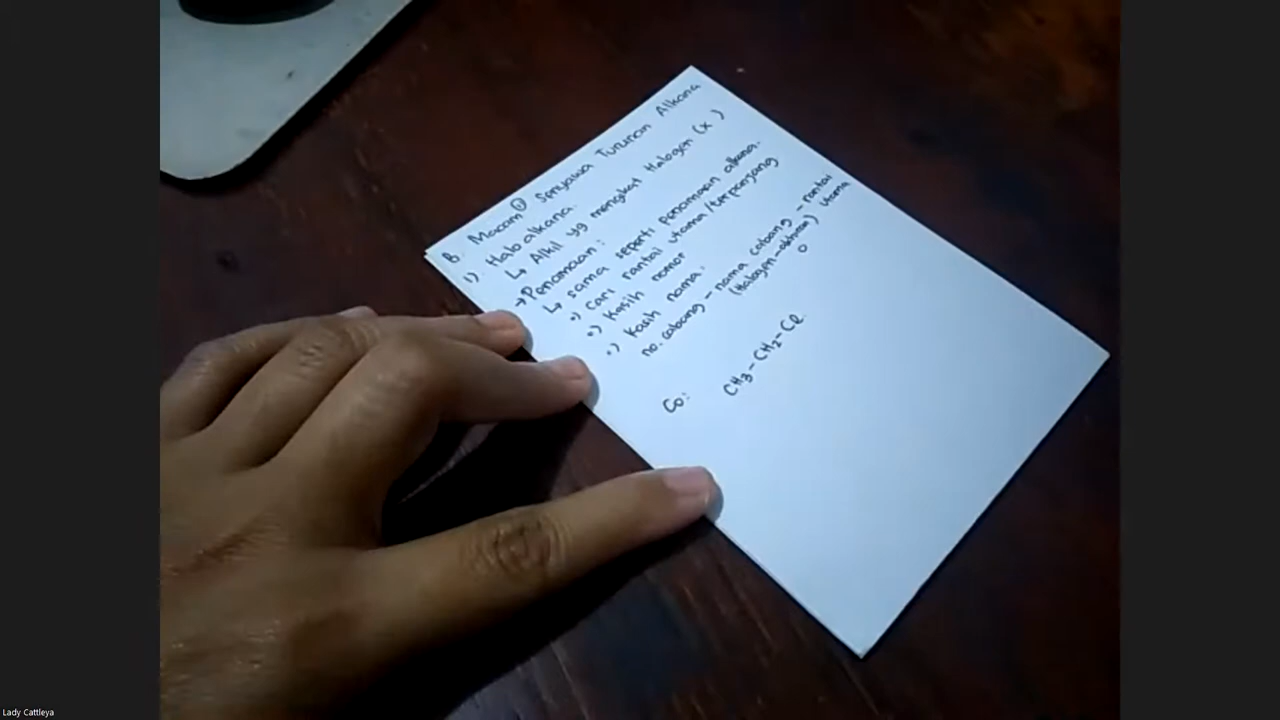 B. Macam² Senyawa Turunan Alkana
1) Haloalkana.
↳ Alkil yg mengikat Halogen (X)
→ Penamaan :
↳ sama seperti penamaan alkana.
•) Cari rantai utama/terpanjang
•) Kasih nomor
•) Kasih nama.
no. cabang - nama cabang - rantai utama
(Halogen-akhiran) o
Co: CH3 - CH2 - Cl
Lady Cattleya